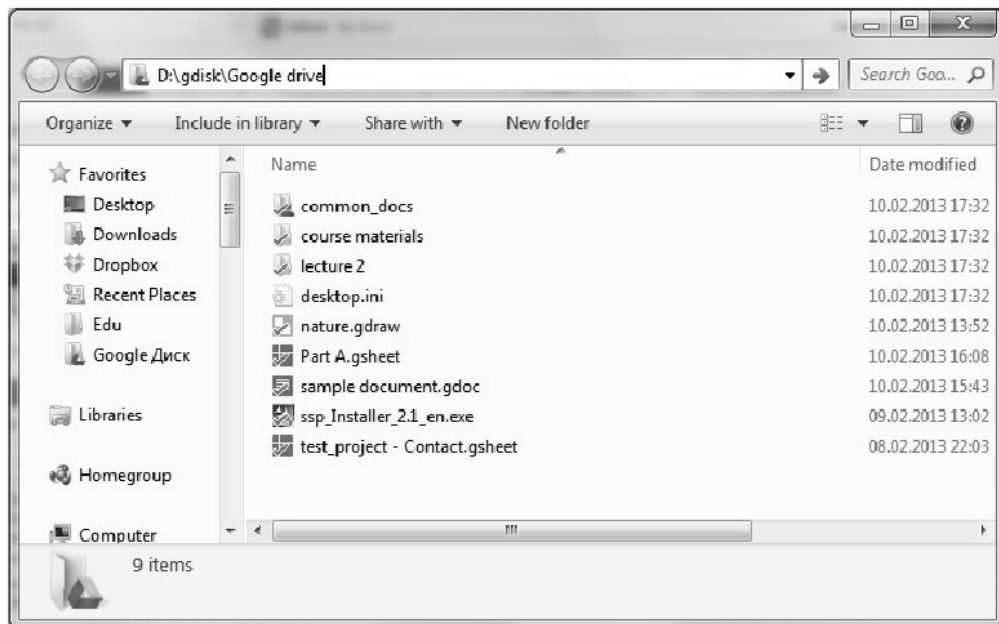 D:\gdisk\Google drive
Search Goo...
Organize
Include in library
Share with
New folder
Favorites
Desktop
Downloads
Dropbox
Recent Places
Edu
Google Диск
Libraries
Homegroup
Computer
Name Date modified
common_docs 10.02.2013 17:32
course materials 10.02.2013 17:32
lecture 2 10.02.2013 17:32
desktop.ini 10.02.2013 17:32
nature.gdraw 10.02.2013 13:52
Part A.gsheet 10.02.2013 16:08
sample document.gdoc 10.02.2013 15:43
ssp_Installer_2.1_en.exe 09.02.2013 13:02
test_project - Contact.gsheet 08.02.2013 22:03
9 items